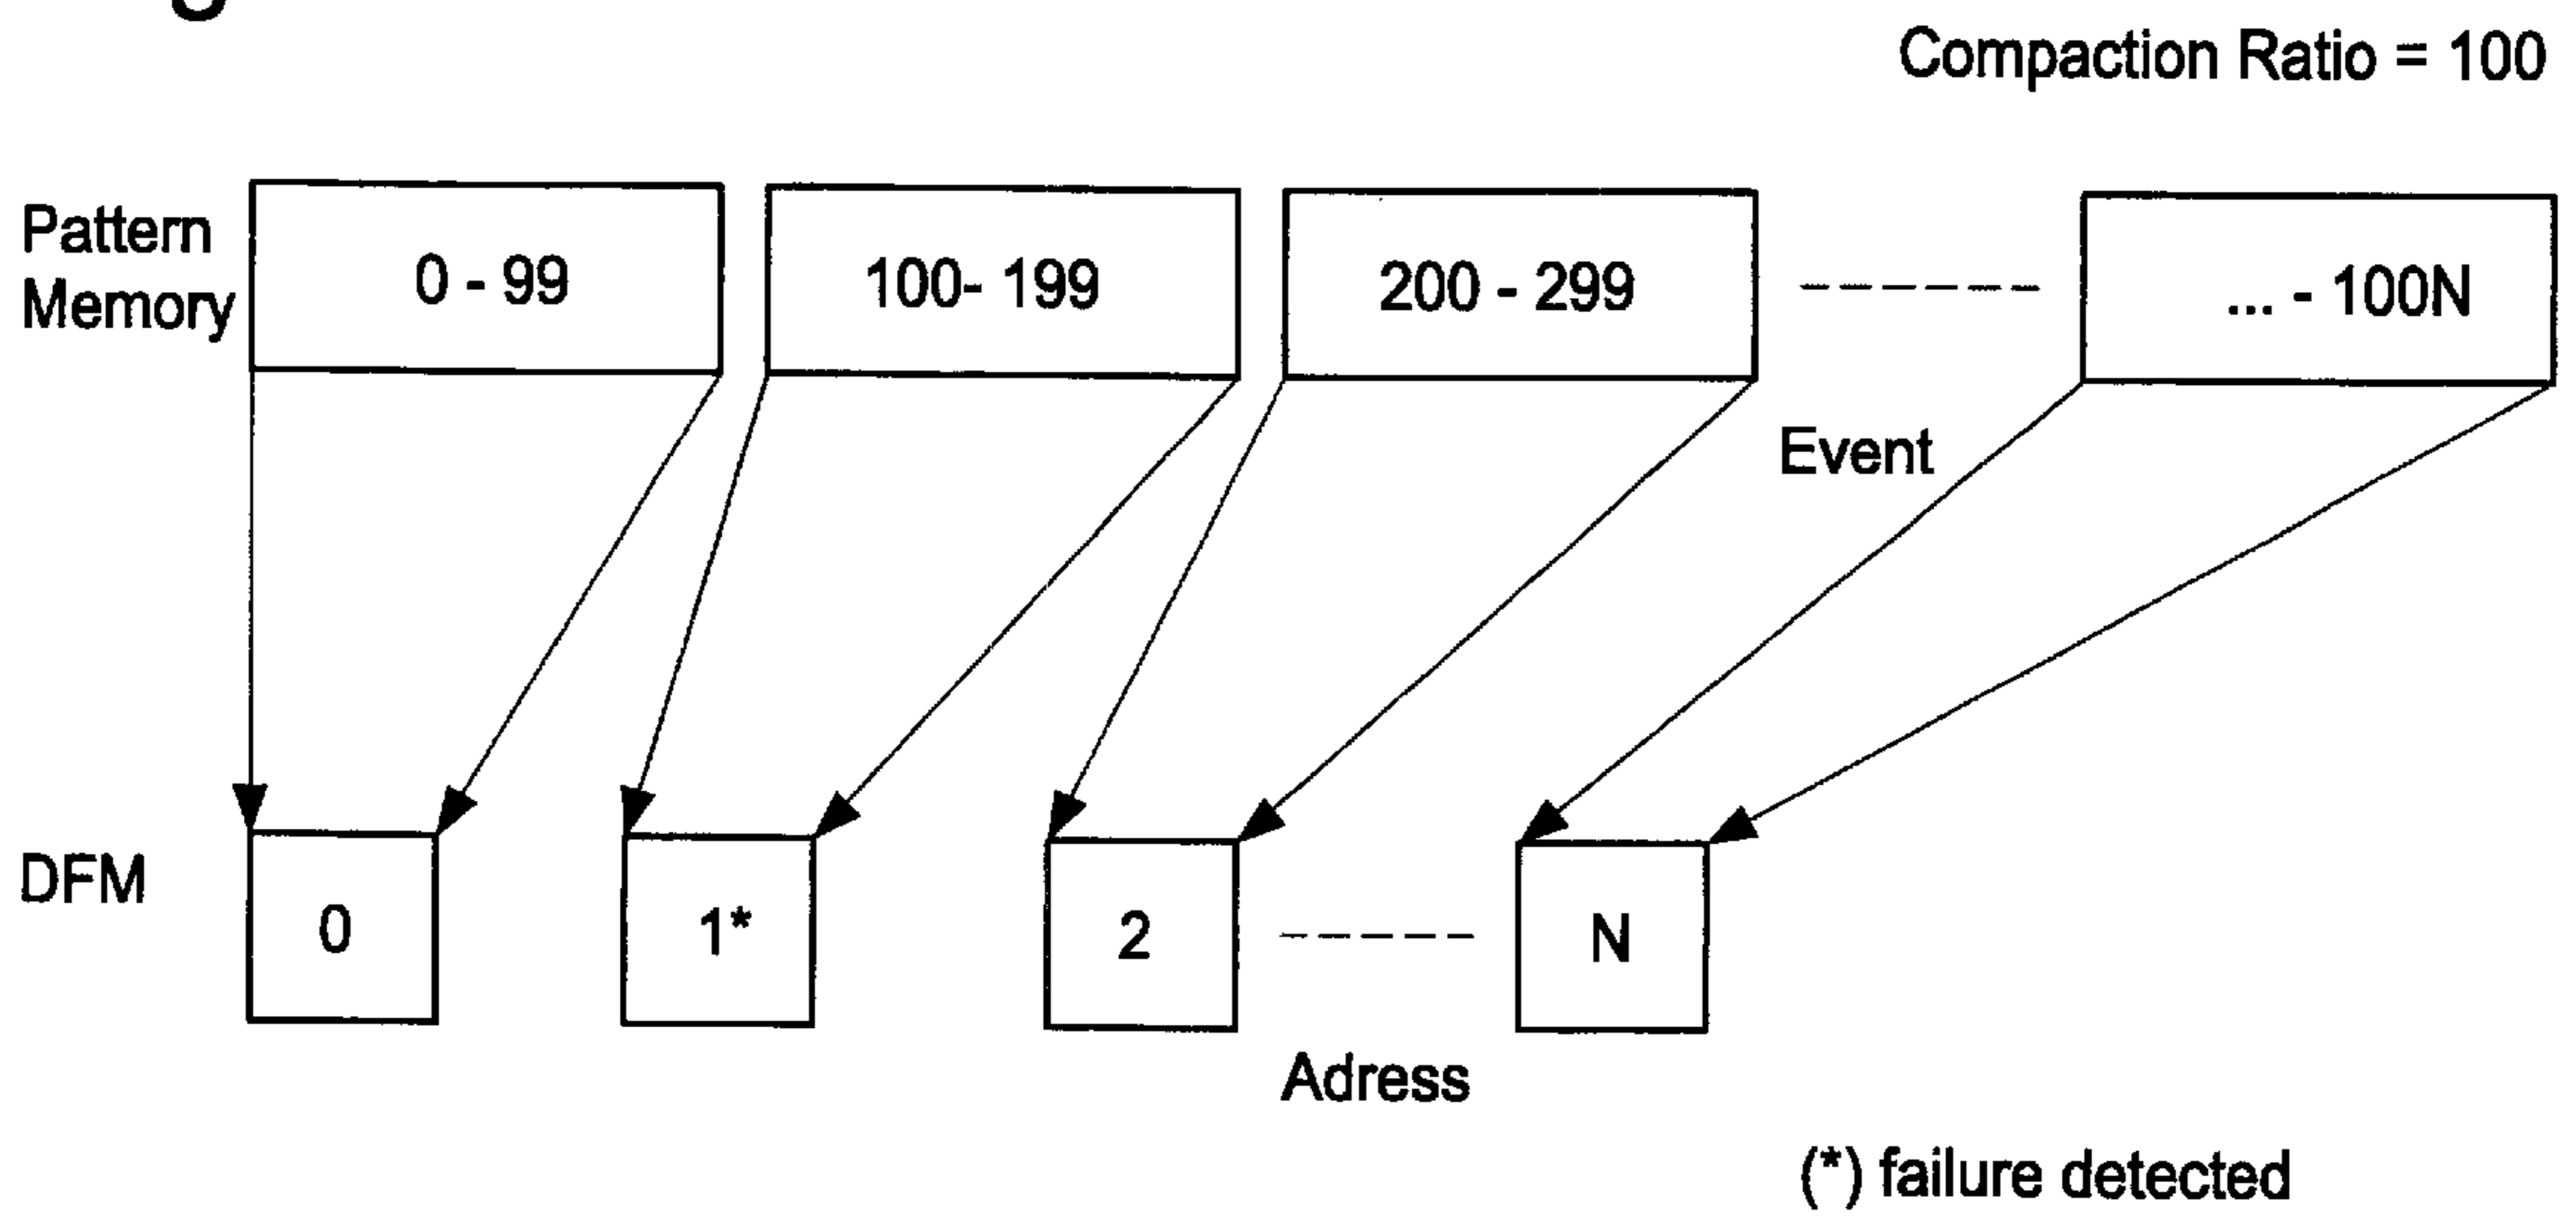 Compaction Ratio = 100
Pattern
Memory
0 - 99
100- 199
200 - 299
... - 100N
Event
DFM
0
1*
2
N
Adress
(*) failure detected